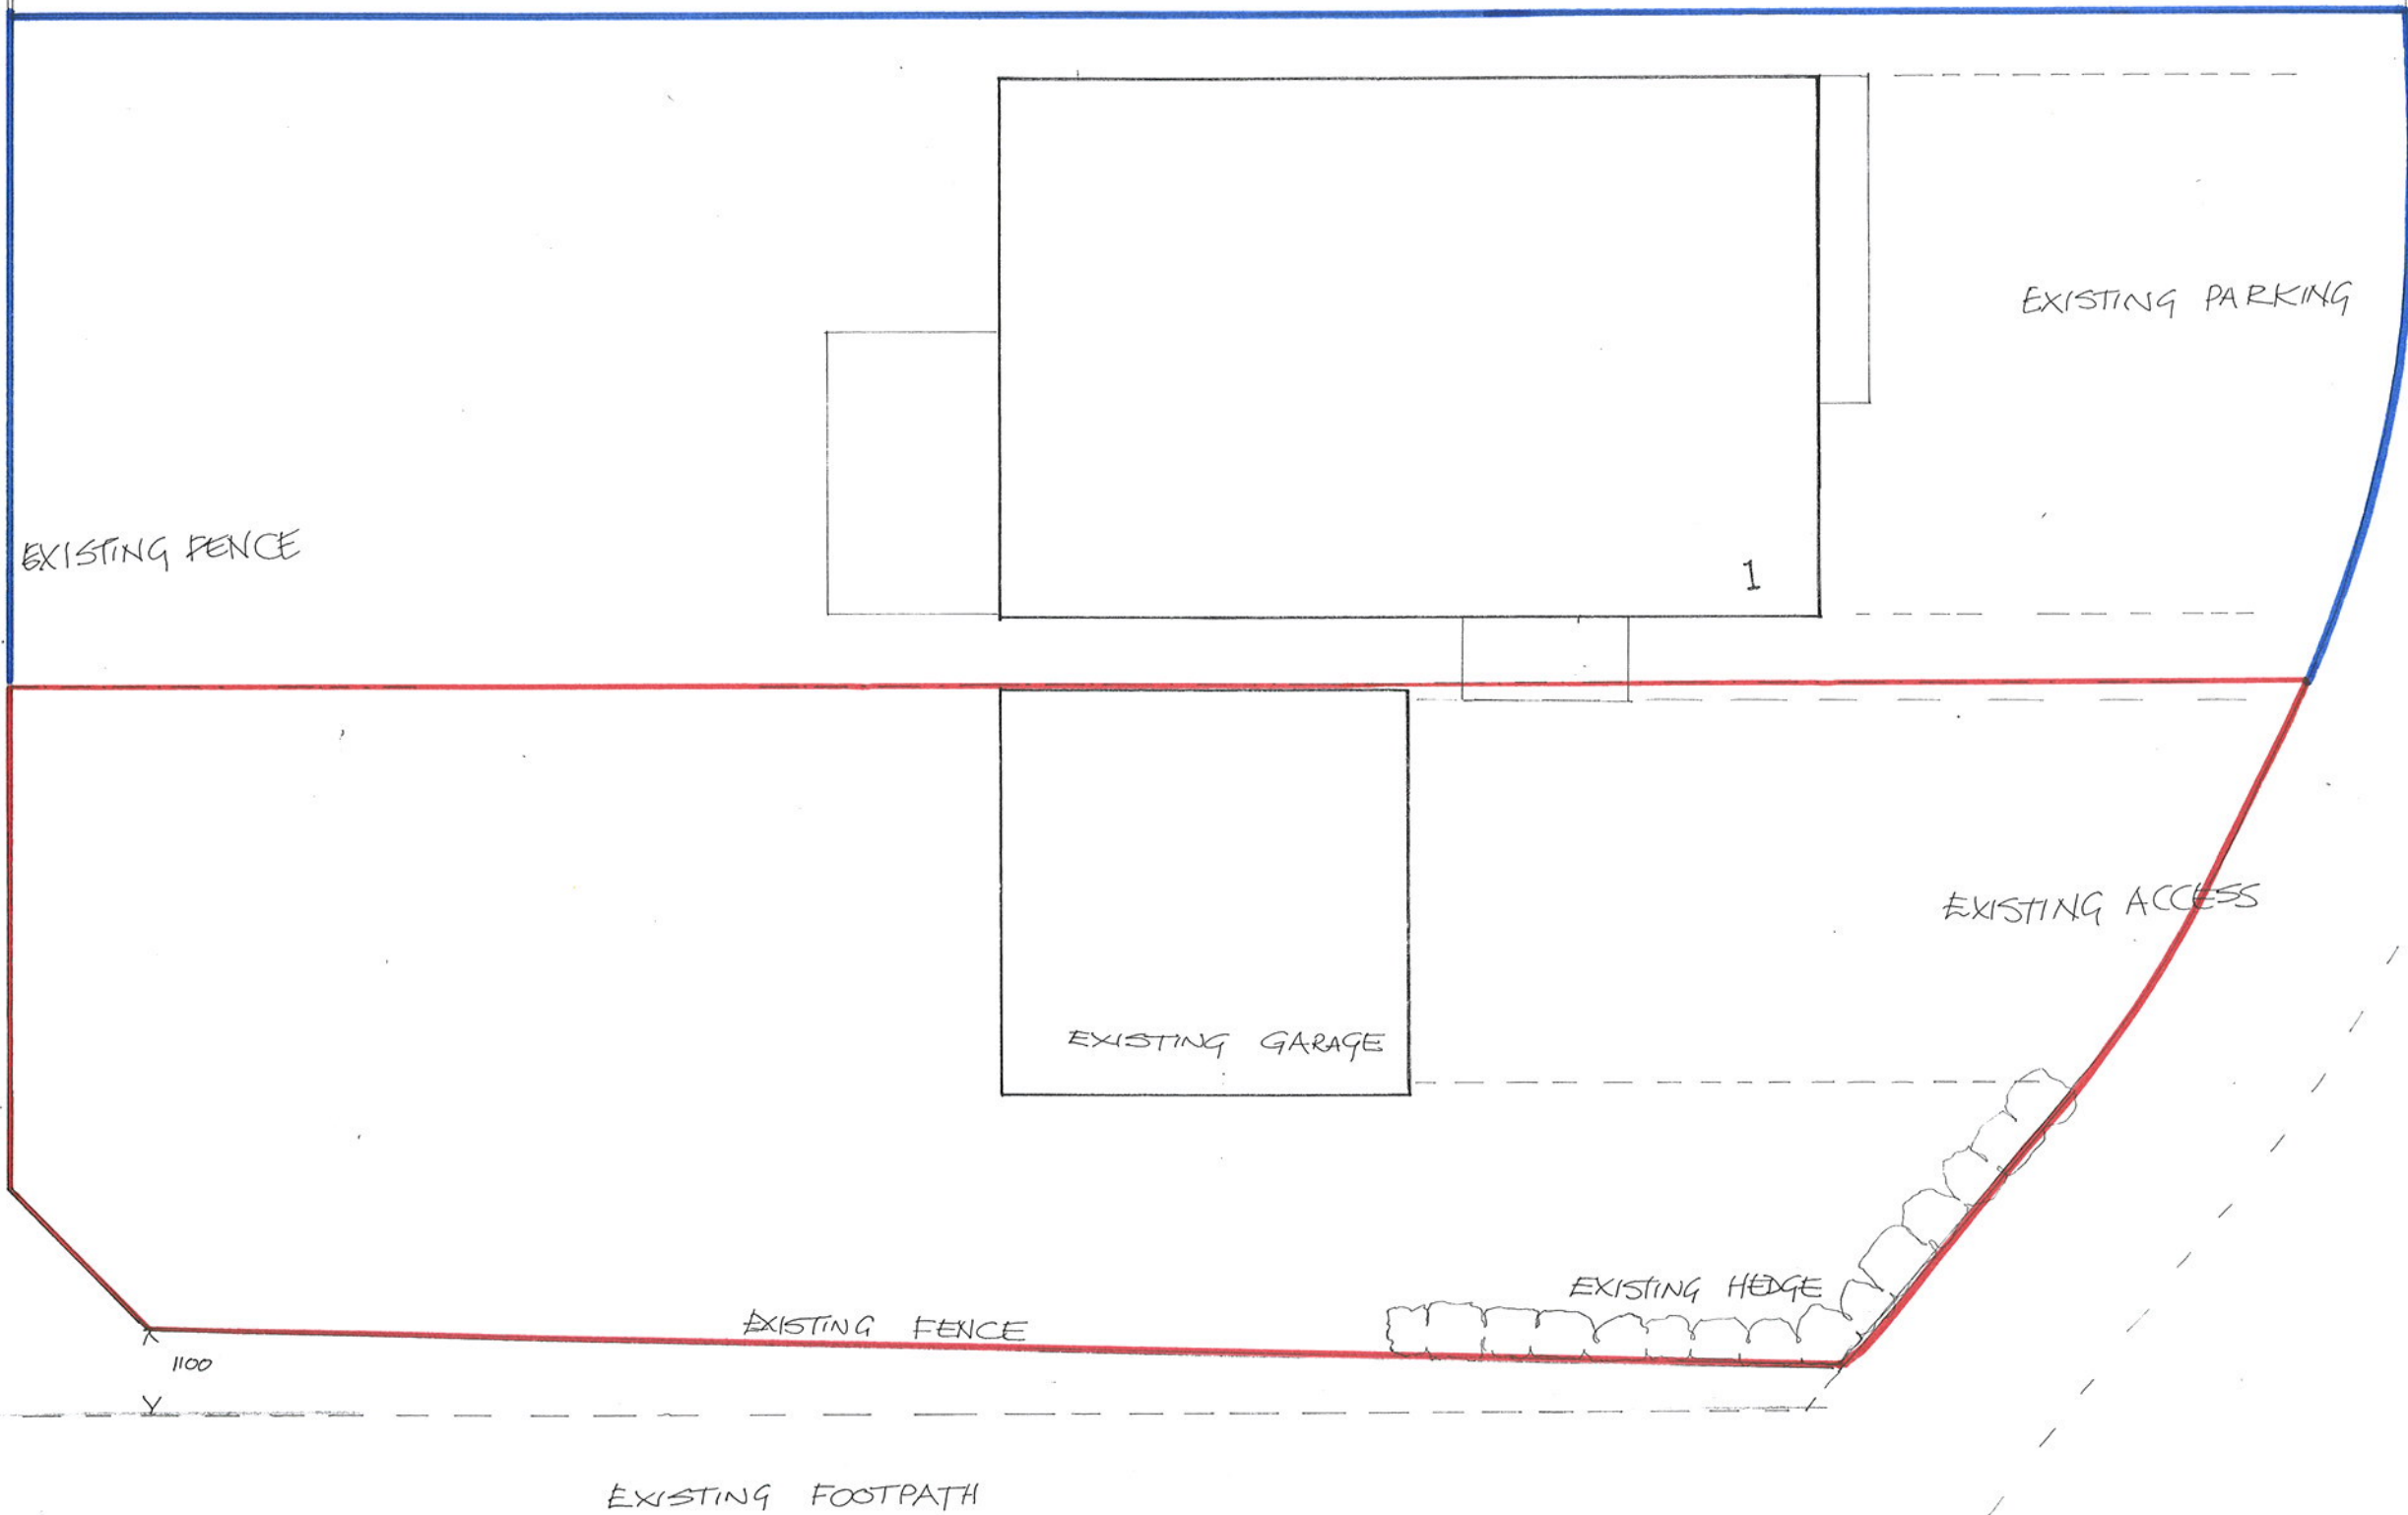 EXISTING PARKING
EXISTING FENCE
1
EXISTING ACCESS
EXISTING GARAGE
EXISTING HEDGE
EXISTING FENCE
1100
EXISTING FOOTPATH